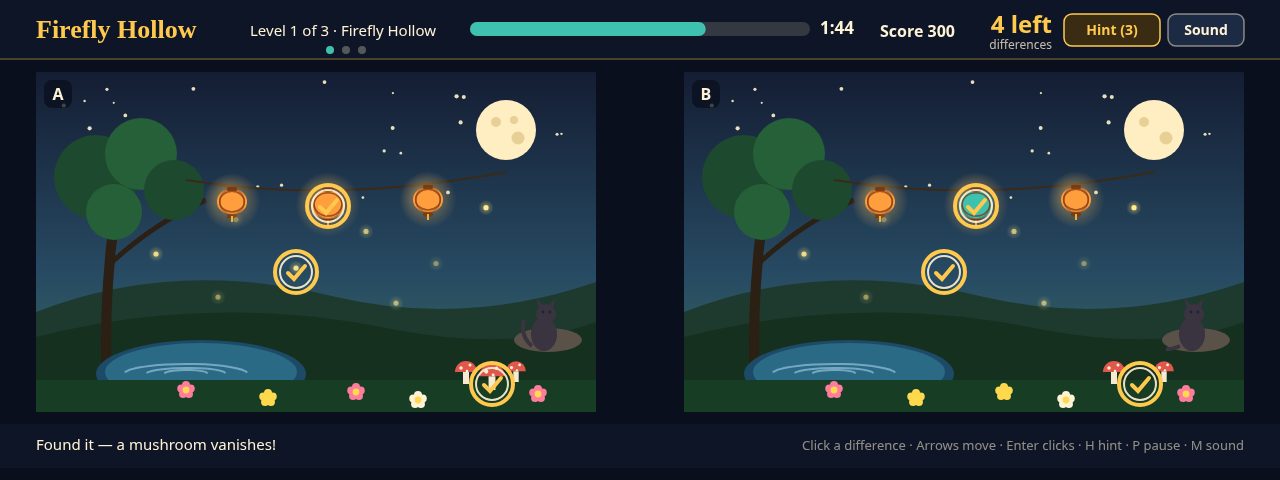 Firefly Hollow
Level 1 of 3 · Firefly Hollow
1:44
Score 300
4 left
differences
Hint (3)
Sound
A
B
Found it — a mushroom vanishes!
Click a difference · Arrows move · Enter clicks · H hint · P pause · M sound